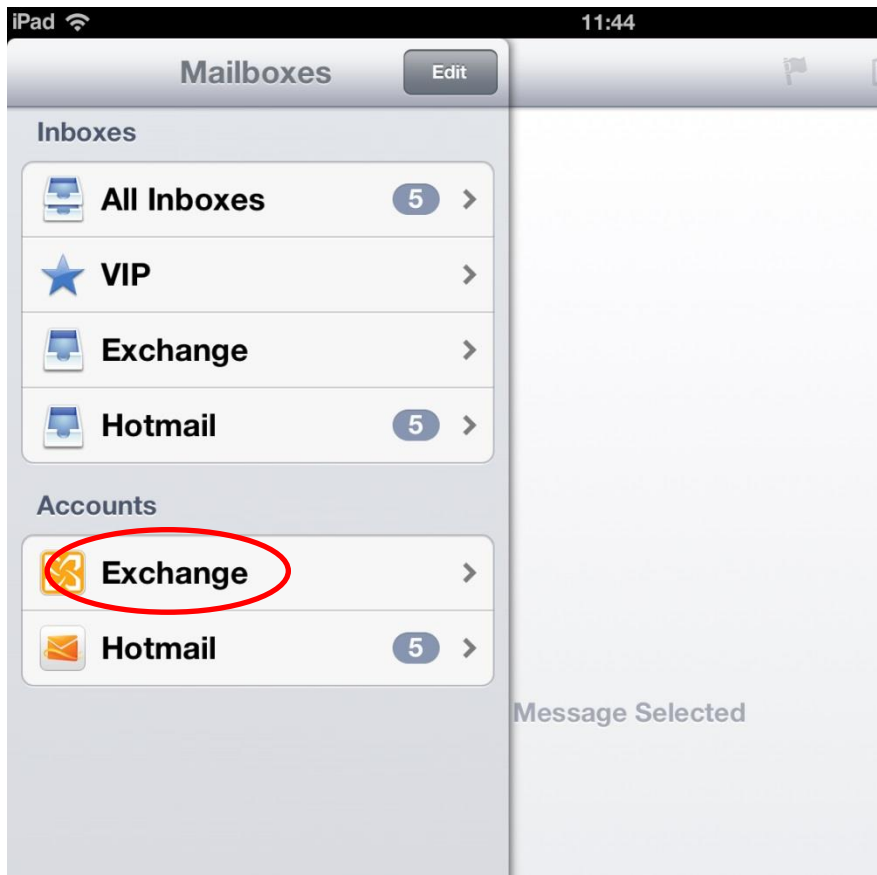 iPad 11:44
Mailboxes Edit
Inboxes
All Inboxes 5
VIP
Exchange
Hotmail 5
Accounts
Exchange
Hotmail 5
Message Selected